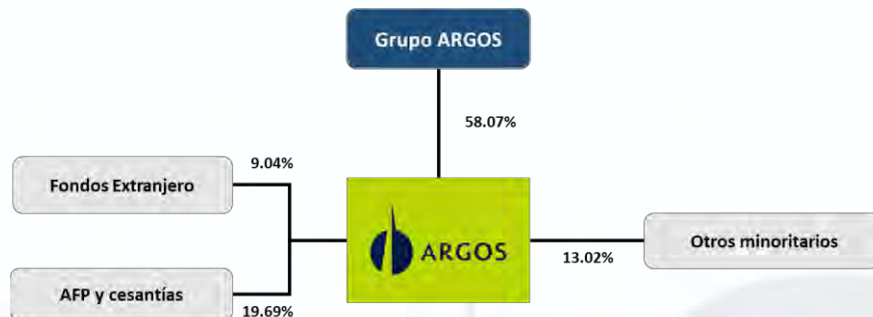 Grupo ARGOS
58.07%
9.04%
Fondos Extranjero
ARGOS
Otros minoritarios
13.02%
AFP y cesantías
19.69%